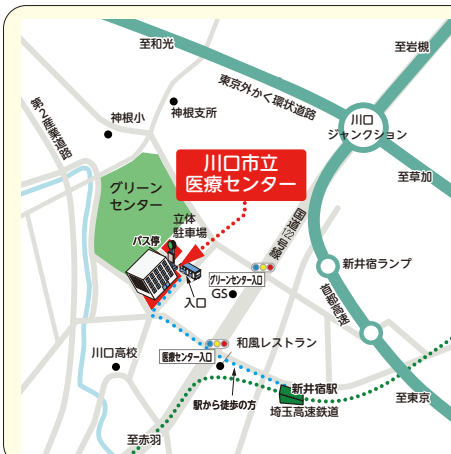 至和光
至岩槻
東京外かく環状道路
第2産業道路
神根小
神根支所
川口
ジャンクション
川口市立
医療センター
グリーン
センター
至草加
立体
駐車場
バス停
国道122号線
グリーンセンター入口
新井宿ランプ
入口
GS
首都高速
和風レストラン
医療センター入口
川口高校
新井宿駅
駅から徒歩の方
埼玉高速鉄道
至東京
至赤羽